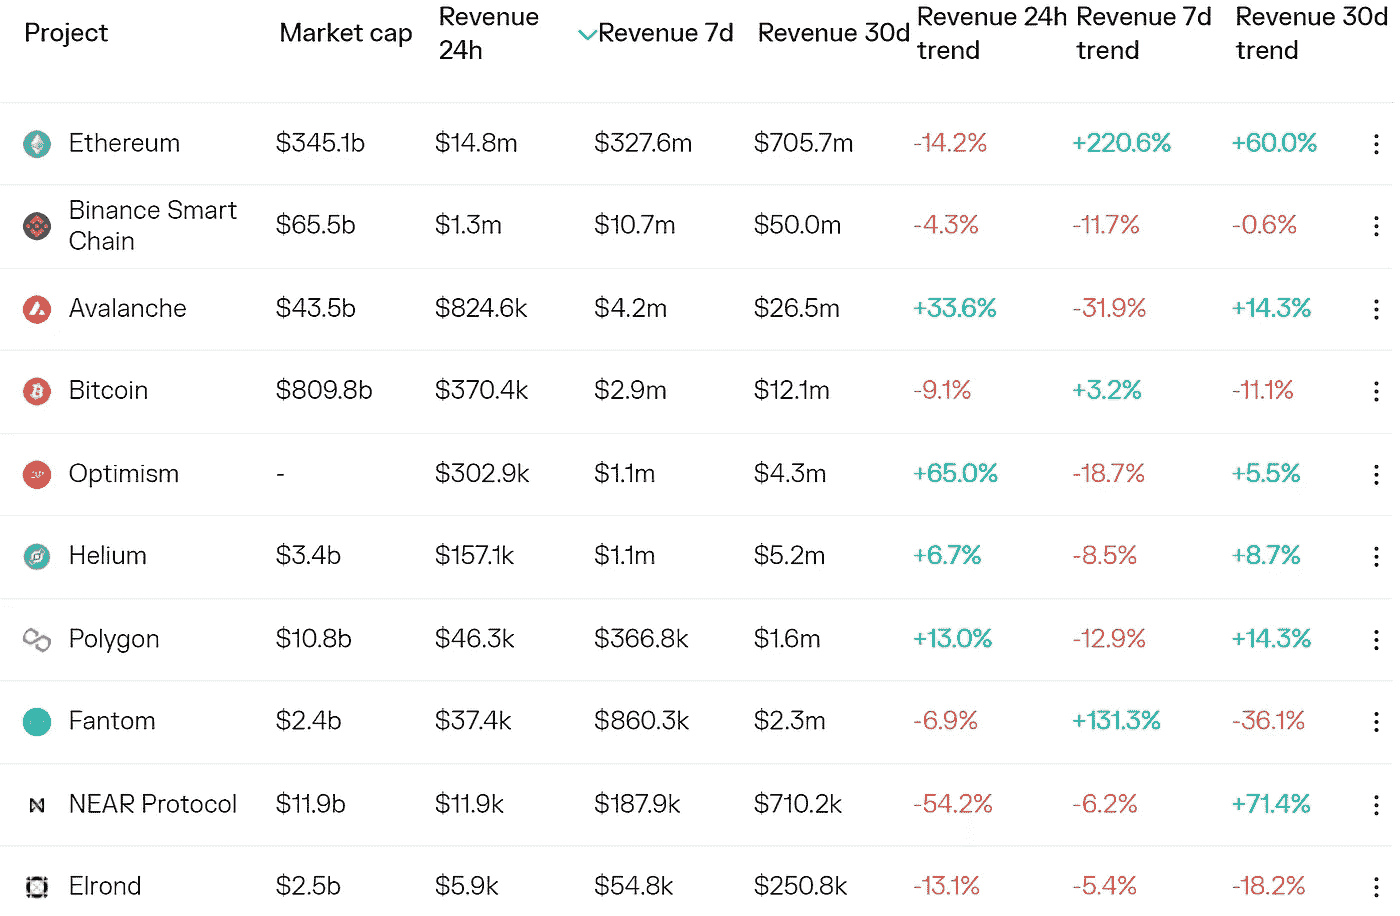 Project Market cap Revenue 24h Revenue 7d Revenue 30d Revenue 24h trend Revenue 7d trend Revenue 30d trend
Ethereum $345.1b $14.8m $327.6m $705.7m -14.2% +220.6% +60.0%
Binance Smart Chain $65.5b $1.3m $10.7m $50.0m -4.3% -11.7% -0.6%
Avalanche $43.5b $824.6k $4.2m $26.5m +33.6% -31.9% +14.3%
Bitcoin $809.8b $370.4k $2.9m $12.1m -9.1% +3.2% -11.1%
Optimism - $302.9k $1.1m $4.3m +65.0% -18.7% +5.5%
Helium $3.4b $157.1k $1.1m $5.2m +6.7% -8.5% +8.7%
Polygon $10.8b $46.3k $366.8k $1.6m +13.0% -12.9% +14.3%
Fantom $2.4b $37.4k $860.3k $2.3m -6.9% +131.3% -36.1%
NEAR Protocol $11.9b $11.9k $187.9k $710.2k -54.2% -6.2% +71.4%
Elrond $2.5b $5.9k $54.8k $250.8k -13.1% -5.4% -18.2%